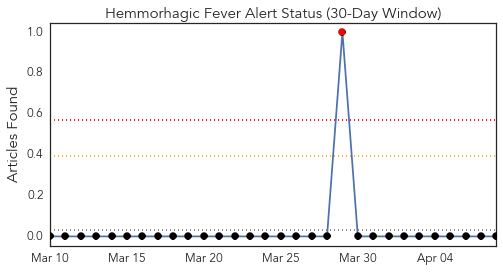 Hemmorhagic Fever Alert Status (30-Day Window)
Articles Found
1.0
0.8
0.6
0.4
0.2
0.0
Mar 10 Mar 15 Mar 20 Mar 25 Mar 30 Apr 04